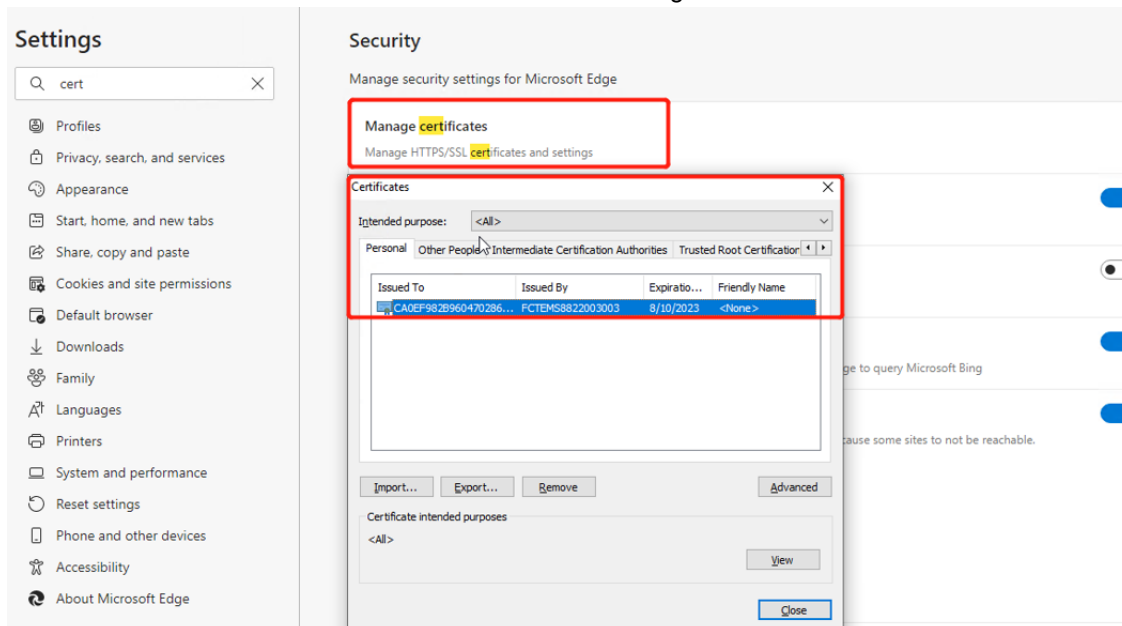 Settings
cert
Profiles
Privacy, search, and services
Appearance
Start, home, and new tabs
Share, copy and paste
Cookies and site permissions
Default browser
Downloads
Family
Languages
Printers
System and performance
Reset settings
Phone and other devices
Accessibility
About Microsoft Edge
Security
Manage security settings for Microsoft Edge
Manage certificates
Manage HTTPS/SSL certificates and settings
Certificates
Intended purpose: <All>
Personal Other People Intermediate Certification Authorities Trusted Root Certification
Issued To Issued By Expiratio... Friendly Name
CA0EF982B960470286... FCTEMS8822003003 8/10/2023 <None>
Import... Export... Remove Advanced
Certificate intended purposes
<All>
View
Close
ge to query Microsoft Bing
cause some sites to not be reachable.